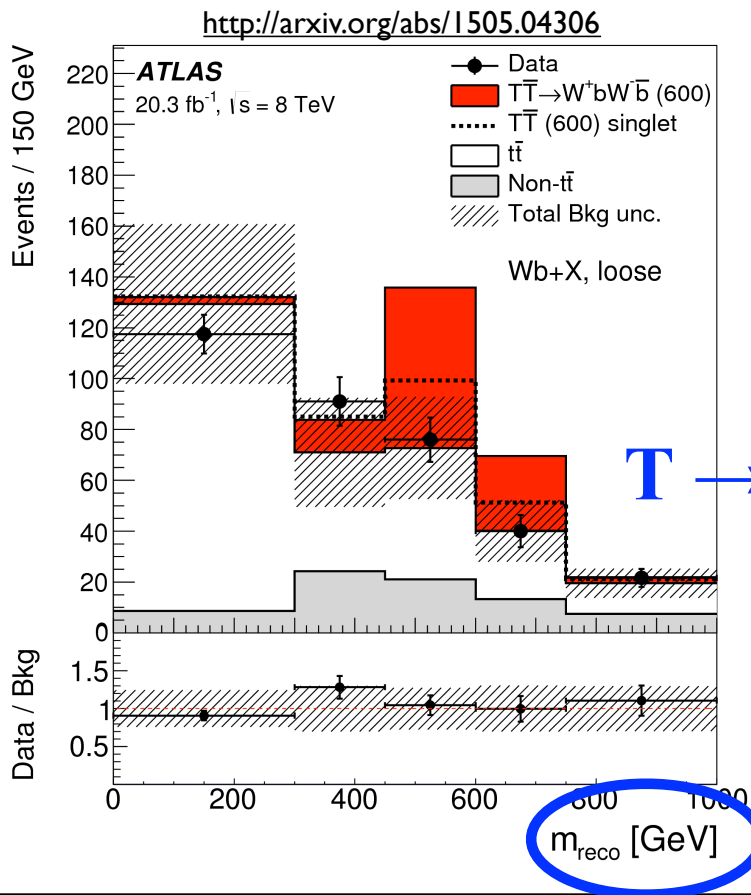 http://arxiv.org/abs/1505.04306
Events / 150 GeV
220
200
180
160
140
120
100
80
60
40
20
0
ATLAS
20.3 fb⁻¹, √s = 8 TeV
Data
TT̅→W⁺bW⁻b̅ (600)
TT̅ (600) singlet
tt̅
Non-tt̅
Total Bkg unc.
Wb+X, loose
T →
Data / Bkg
1.5
1
0.5
0 200 400 600 800 1000
m_reco [GeV]